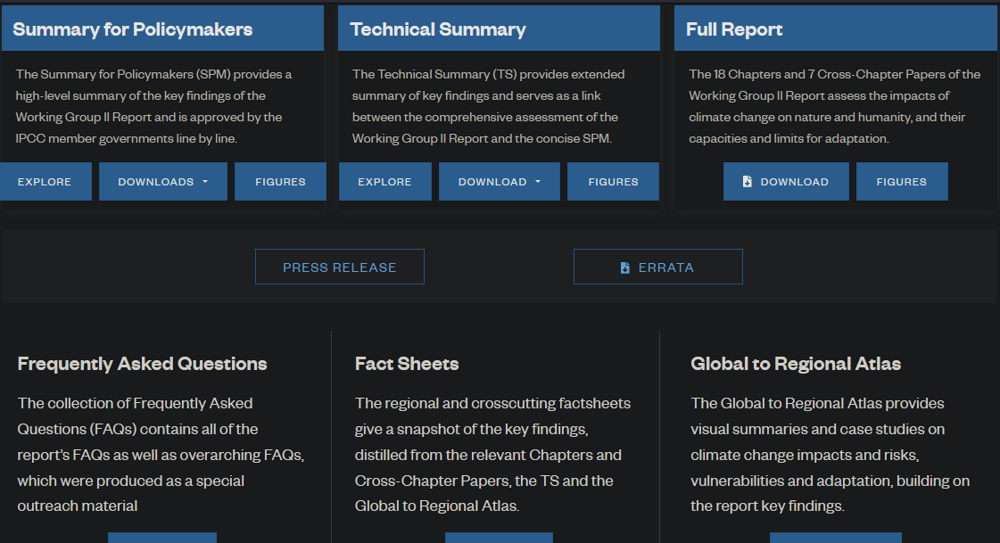 Summary for Policymakers
The Summary for Policymakers (SPM) provides a
high-level summary of the key findings of the
Working Group II Report and is approved by the
IPCC member governments line by line.
EXPLORE
DOWNLOADS
FIGURES
Technical Summary
The Technical Summary (TS) provides extended
summary of key findings and serves as a link
between the comprehensive assessment of the
Working Group II Report and the concise SPM.
EXPLORE
DOWNLOAD
FIGURES
Full Report
The 18 Chapters and 7 Cross-Chapter Papers of the
Working Group II Report assess the impacts of
climate change on nature and humanity, and their
capacities and limits for adaptation.
DOWNLOAD
FIGURES
PRESS RELEASE
ERRATA
Frequently Asked Questions
The collection of Frequently Asked
Questions (FAQs) contains all of the
report's FAQs as well as overarching FAQs,
which were produced as a special
outreach material
Fact Sheets
The regional and crosscutting factsheets
give a snapshot of the key findings,
distilled from the relevant Chapters and
Cross-Chapter Papers, the TS and the
Global to Regional Atlas.
Global to Regional Atlas
The Global to Regional Atlas provides
visual summaries and case studies on
climate change impacts and risks,
vulnerabilities and adaptation, building on
the report key findings.